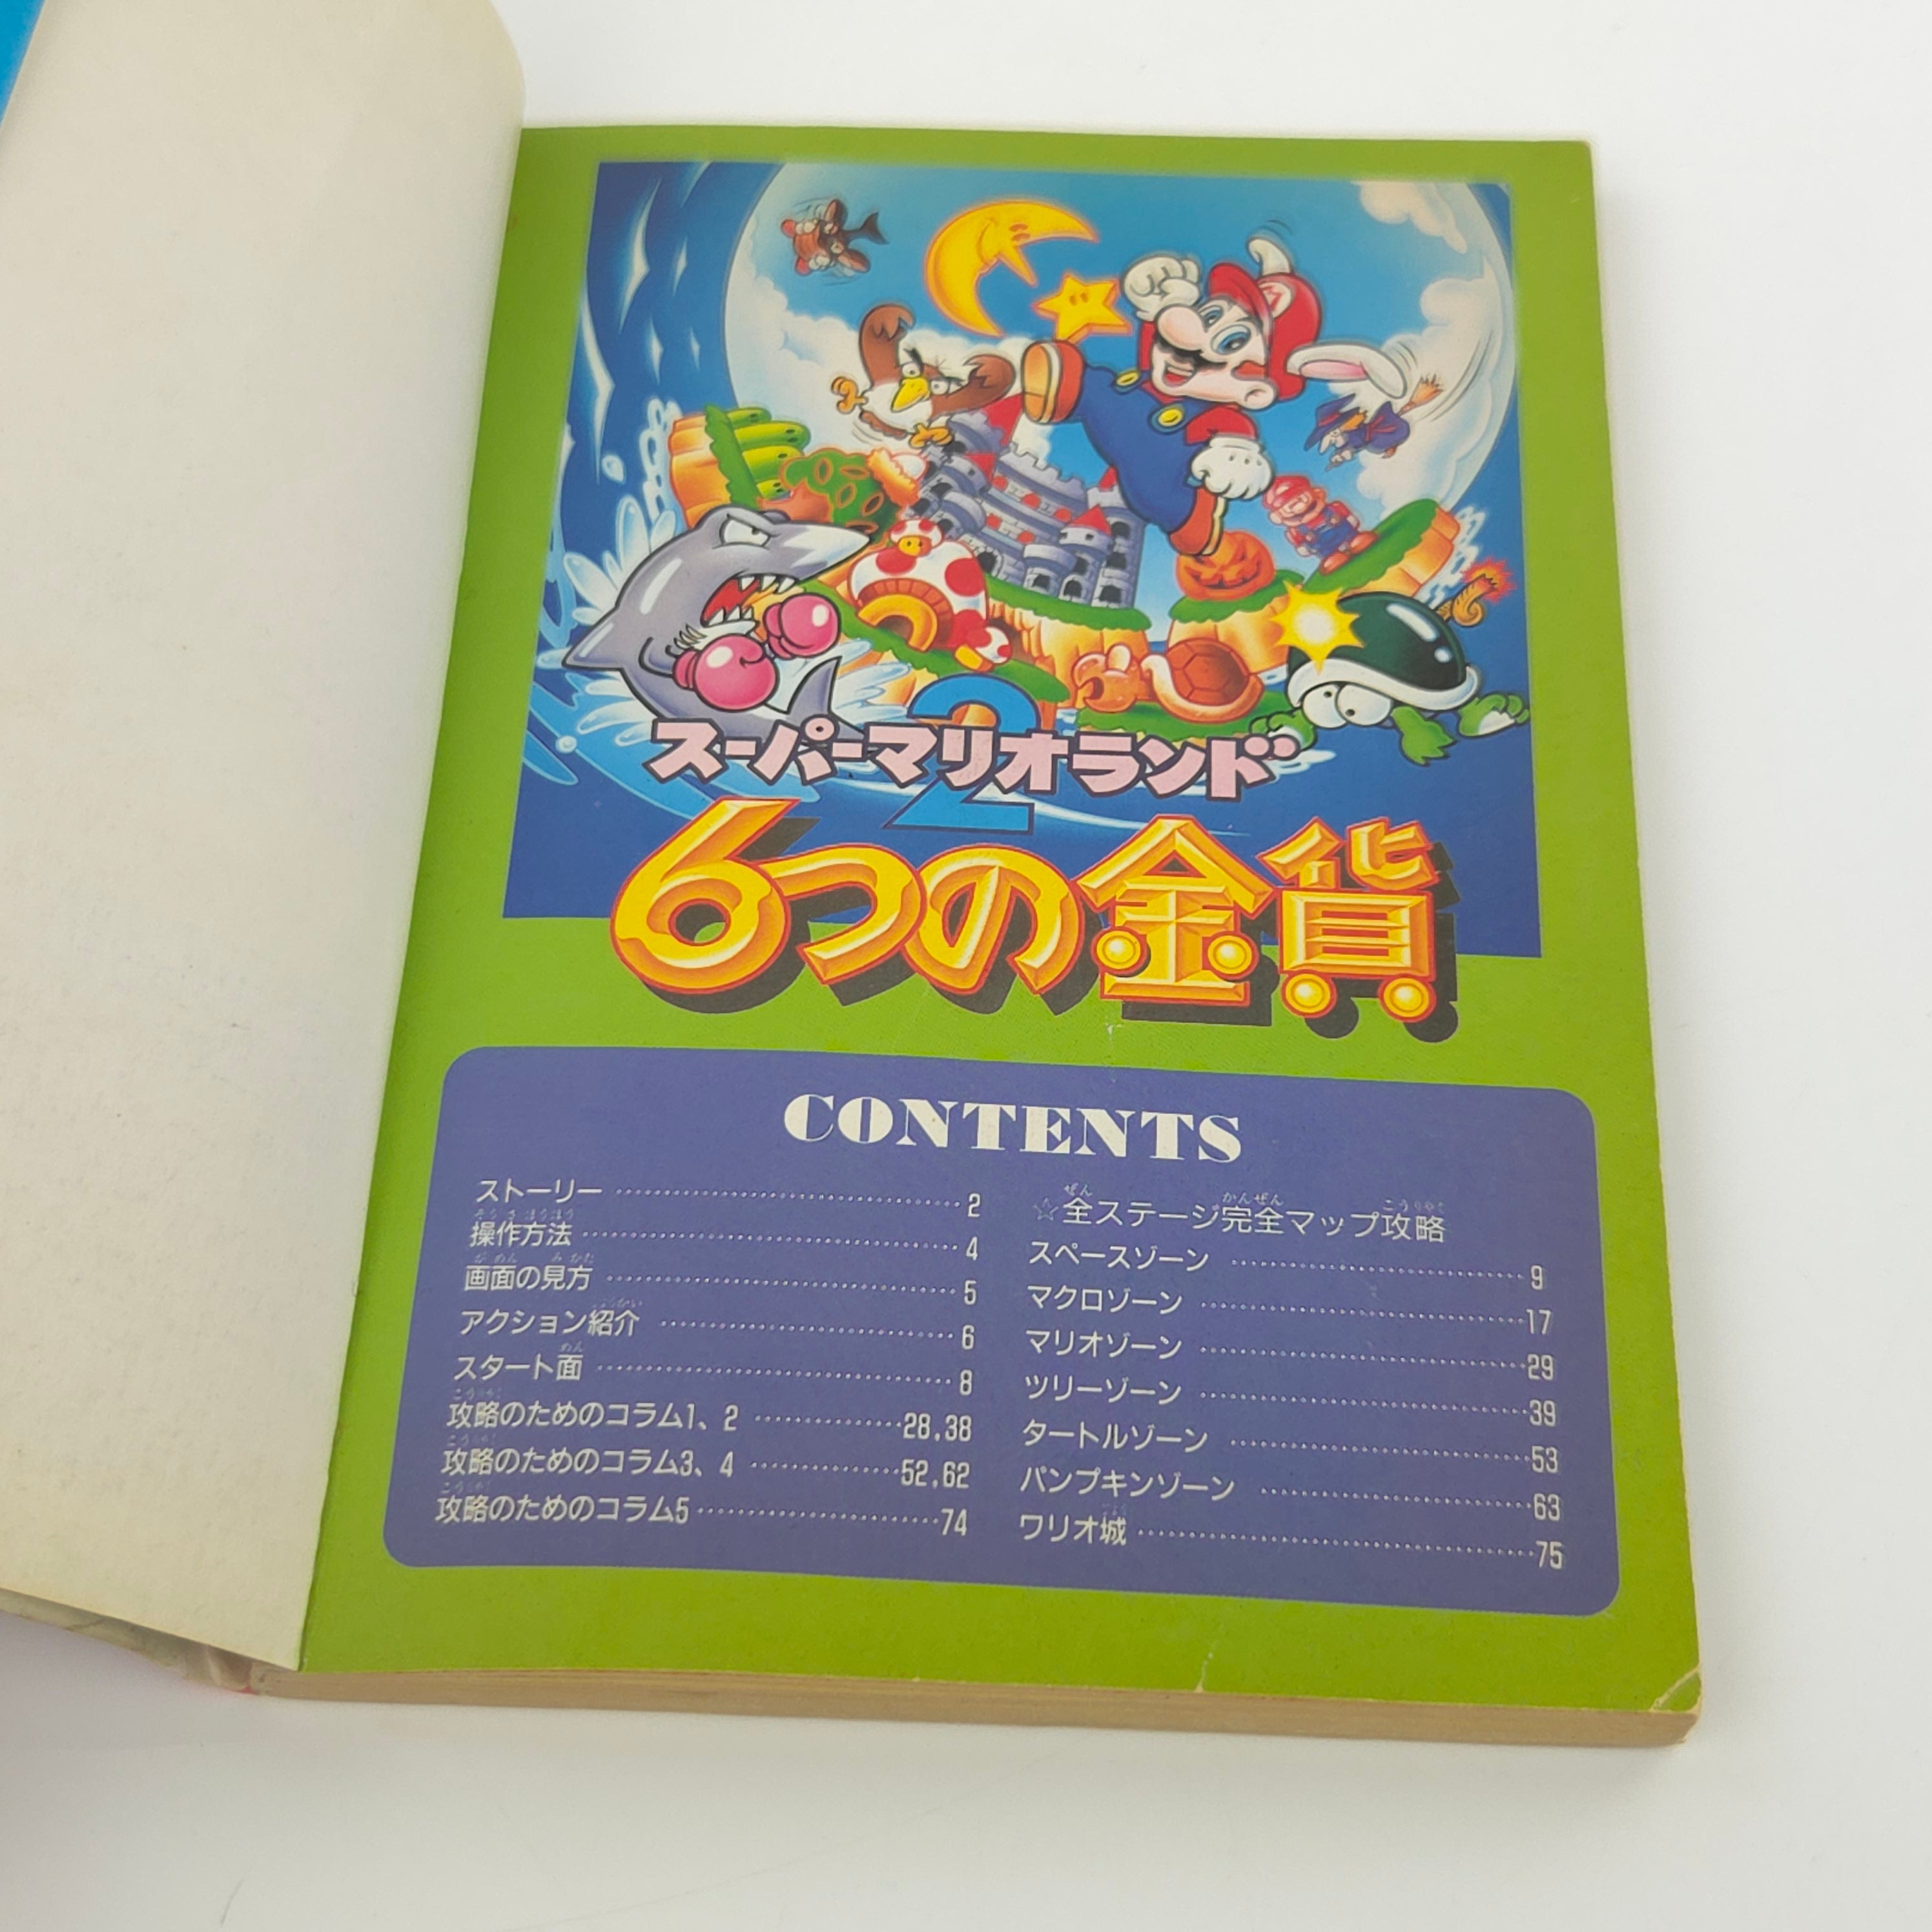 2
スーパーマリオランド
6つの金貨
CONTENTS
ストーリー 2
操作方法 4
画面の見方 5
アクション紹介 6
スタート面 8
攻略のためのコラム1、2 28,38
攻略のためのコラム3、4 52,62
攻略のためのコラム5 74
☆全ステージ完全マップ攻略
スペースゾーン 9
マクロゾーン 17
マリオゾーン 29
ツリーゾーン 39
タートルゾーン 53
パンプキンゾーン 63
ワリオ城 75